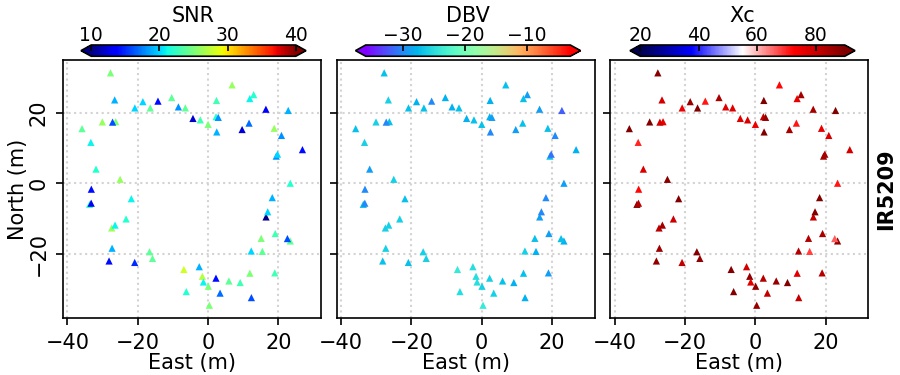 SNR DBV Xc
10 20 30 40 −30 −20 −10 20 40 60 80
20
0
−20
North (m)
IR5209
−40 −20 0 20 −40 −20 0 20 −40 −20 0 20
East (m) East (m) East (m)